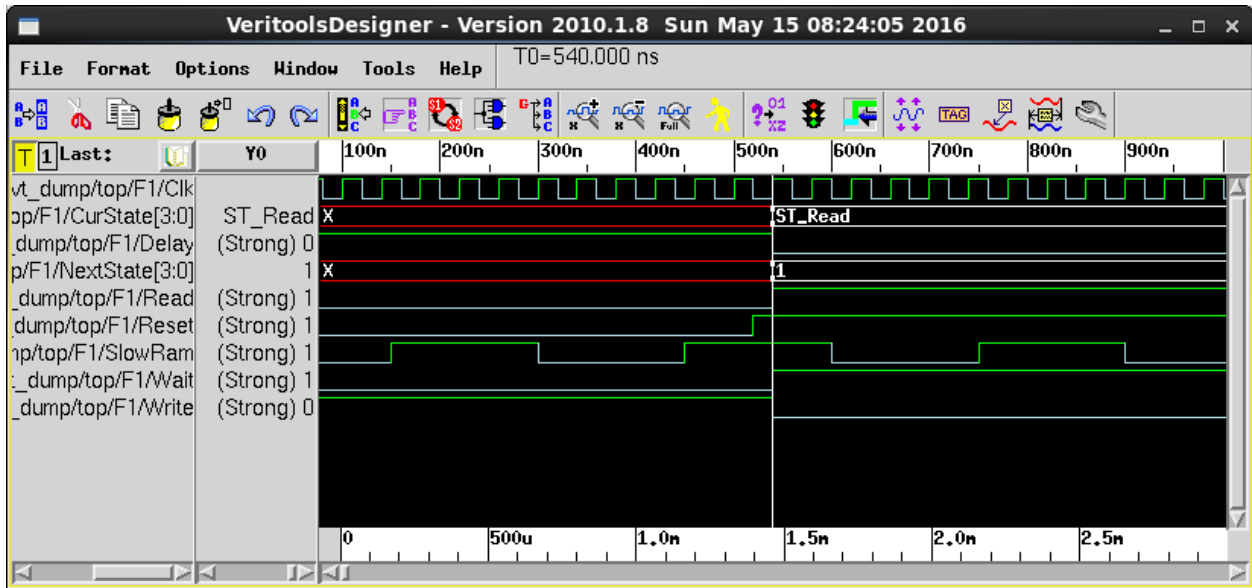 VeritoolsDesigner - Version 2010.1.8 Sun May 15 08:24:05 2016
File Format Options Window Tools Help T0=540.000 ns
TAG
Full
T 1 Last: Y0 100n 200n 300n 400n 500n 600n 700n 800n 900n
vt_dump/top/F1/Clk
op/F1/CurState[3:0] ST_Read X ST_Read
_dump/top/F1/Delay (Strong) 0
p/F1/NextState[3:0] 1 X 1
_dump/top/F1/Read (Strong) 1
dump/top/F1/Reset (Strong) 1
mp/top/F1/SlowRam (Strong) 1
t_dump/top/F1/Wait (Strong) 1
_dump/top/F1/Write (Strong) 0
0 500u 1.0m 1.5m 2.0m 2.5m